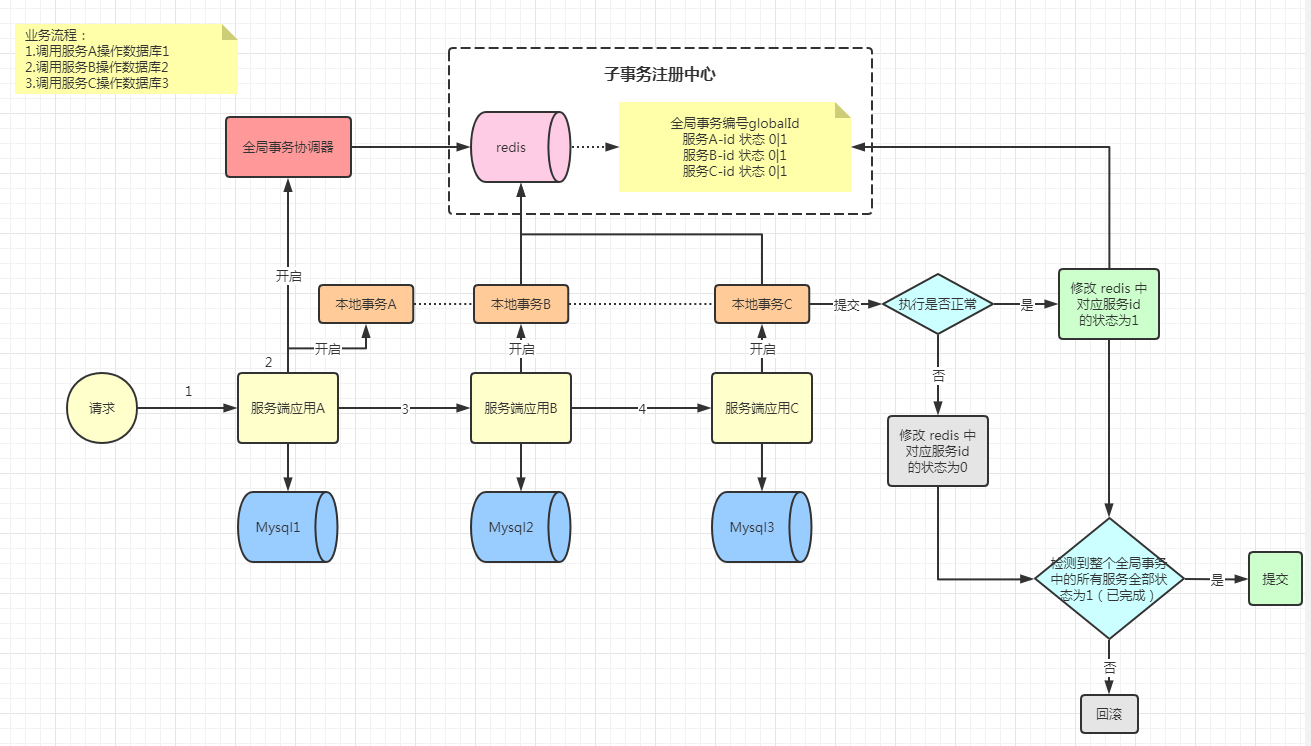 业务流程：
1.调用服务A操作数据库1
2.调用服务B操作数据库2
3.调用服务C操作数据库3
子事务注册中心
全局事务协调器
redis
全局事务编号globalId
服务A-id 状态 0|1
服务B-id 状态 0|1
服务C-id 状态 0|1
开启
本地事务A
本地事务B
本地事务C
提交
执行是否正常
是
修改 redis 中
对应服务id
的状态为1
开启
开启
开启
2
否
请求
1
服务端应用A
3
服务端应用B
4
服务端应用C
修改 redis 中
对应服务id
的状态为0
Mysql1
Mysql2
Mysql3
检测到整个全局事务
中的所有服务全部状
态为1（已完成）
是
提交
否
回滚